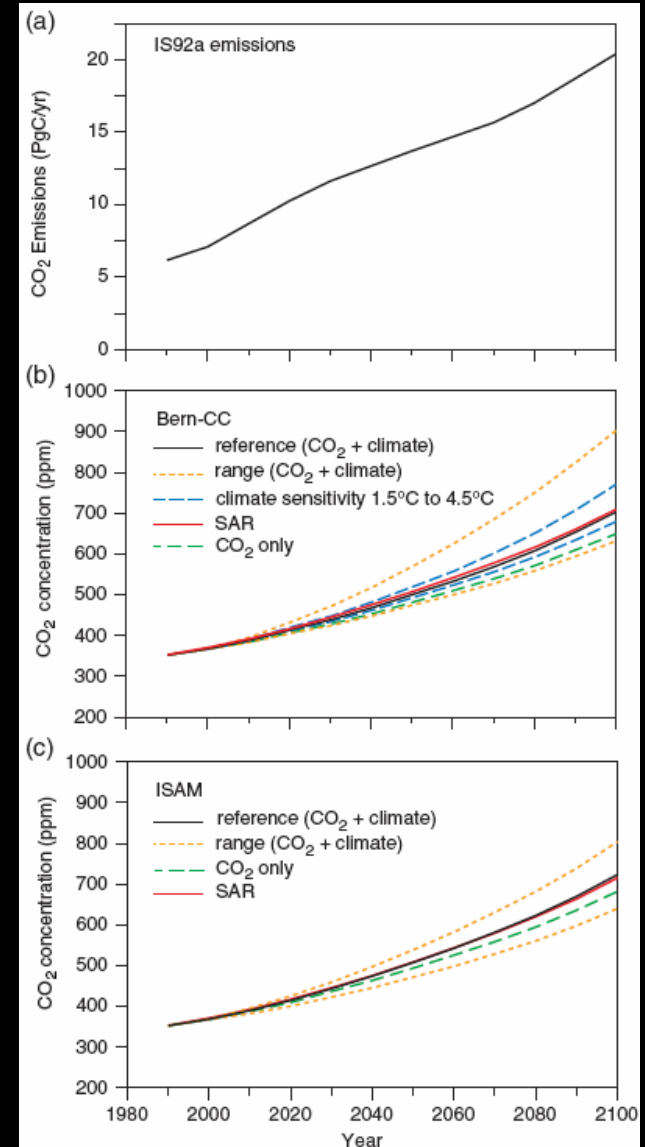 (a)
IS92a emissions
CO2 Emissions (PgC/yr)
20
15
10
5
0
(b)
Bern-CC
reference (CO2 + climate)
range (CO2 + climate)
climate sensitivity 1.5ºC to 4.5ºC
SAR
CO2 only
CO2 concentration (ppm)
1000
900
800
700
600
500
400
300
200
(c)
ISAM
reference (CO2 + climate)
range (CO2 + climate)
CO2 only
SAR
CO2 concentration (ppm)
1000
900
800
700
600
500
400
300
200
1980 2000 2020 2040 2060 2080 2100
Year